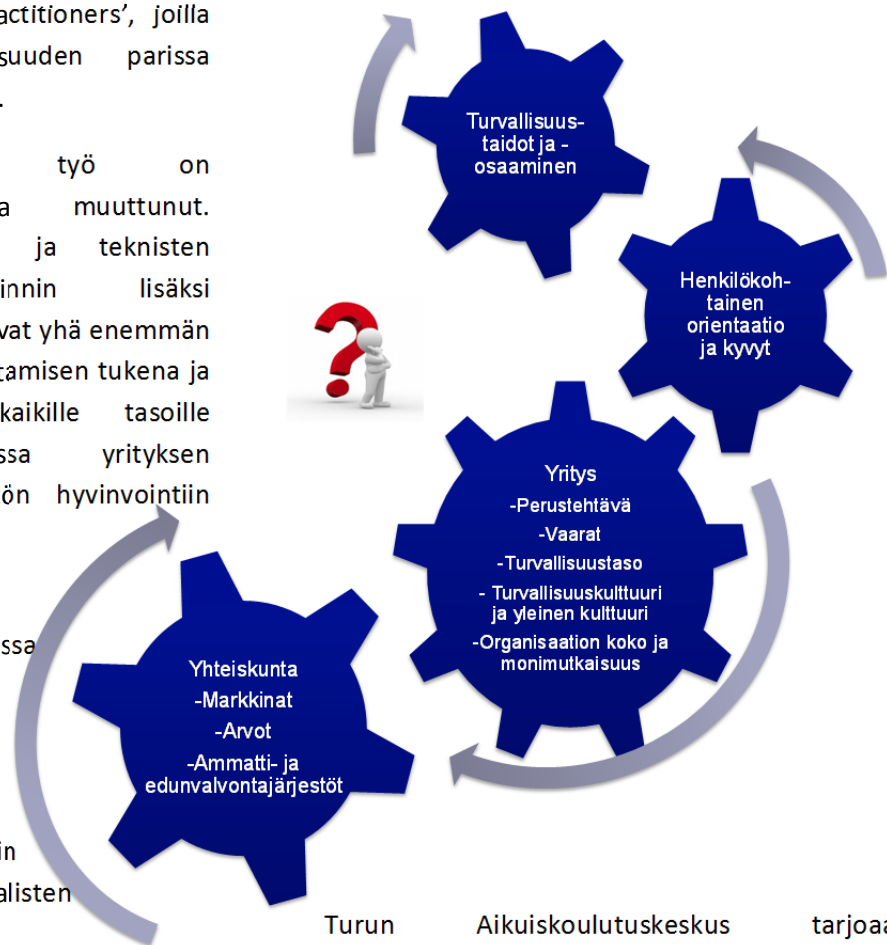 actitioners’, joilla
suuden parissa
.
työ on
a muuttunut.
ja teknisten
innin lisäksi
vat yhä enemmän
tamisen tukena ja
kaikille tasoille
ssa yrityksen
ön hyvinvointiin
ssa
in
alisten
Turvallisuus-
taidot ja -
osaaminen
Henkilökoh-
tainen
orientaatio
ja kyvyt
Yritys
-Perustehtävä
-Vaarat
-Turvallisuustaso
- Turvallisuuskulttuuri
ja yleinen kulttuuri
-Organisaation koko ja
monimutkaisuus
Yhteiskunta
-Markkinat
-Arvot
-Ammatti- ja
edunvalvontajärjestöt
Turun Aikuiskoulutuskeskus tarjoaa